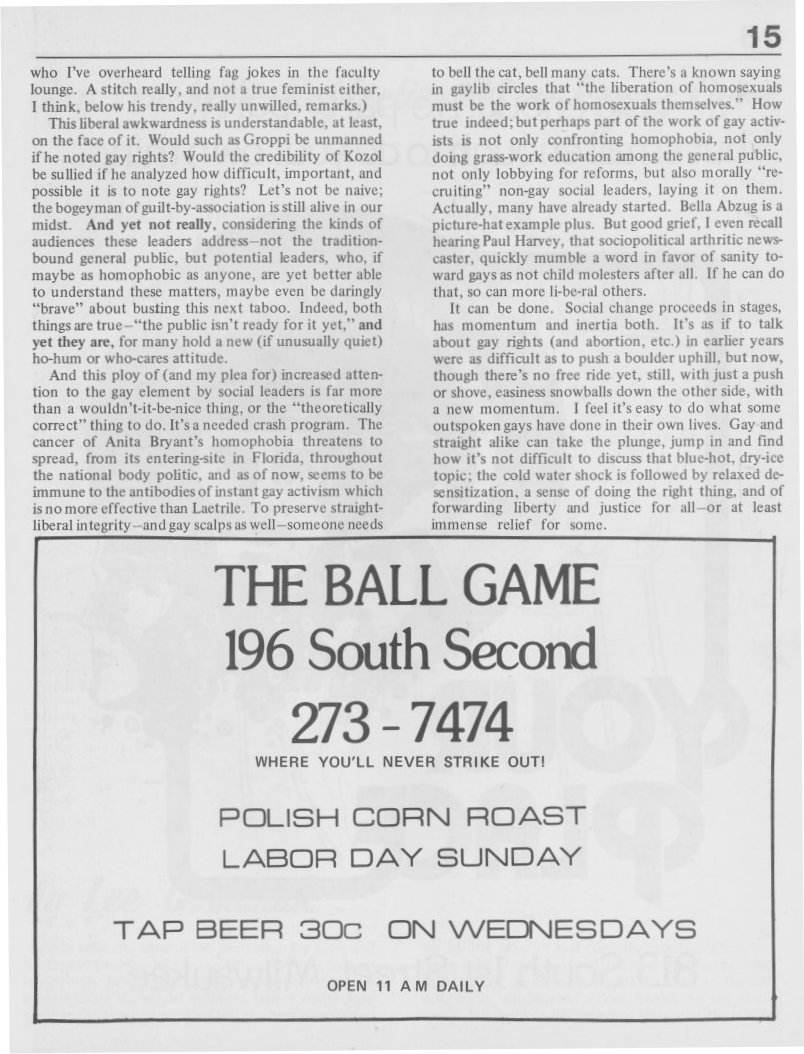 15
who I've overheard telling fag jokes in the faculty
lounge. A stitch really, and not a true feminist either,
I think, below his trendy, really unwilled, remarks.)
This liberal awkwardness is understandable, at least,
on the face of it. Would such as Groppi be unmanned
if he noted gay rights? Would the credibility of Kozol
be sullied if he analyzed how difficult, important, and
possible it is to note gay rights? Let's not be naive;
the bogeyman of guilt-by-association is still alive in our
midst. And yet not really, considering the kinds of
audiences these leaders address—not the tradition-
bound general public, but potential leaders, who, if
maybe as homophobic as anyone, are yet better able
to understand these matters, maybe even be daringly
"brave" about busting this next taboo. Indeed, both
things are true—"the public isn't ready for it yet," and
yet they are, for many hold a new (if unusually quiet)
ho-hum or who-cares attitude.
And this ploy of (and my plea for) increased atten-
tion to the gay element by social leaders is far more
than a wouldn't-it-be-nice thing, or the "theoretically
correct" thing to do. It's a needed crash program. The
cancer of Anita Bryant's homophobia threatens to
spread, from its entering-site in Florida, throughout
the national body politic, and as of now, seems to be
immune to the antibodies of instant gay activism which
is no more effective than Laetrile. To preserve straight-
liberal integrity—and gay scalps as well—someone needs
to bell the cat, bell many cats. There's a known saying
in gaylib circles that "the liberation of homosexuals
must be the work of homosexuals themselves." How
true indeed; but perhaps part of the work of gay activ-
ists is not only confronting homophobia, not only
doing grass-work education among the general public,
not only lobbying for reforms, but also morally "re-
cruiting" non-gay social leaders, laying it on them.
Actually, many have already started. Bella Abzug is a
picture-hat example plus. But good grief, I even recall
hearing Paul Harvey, that sociopolitical arthritic news-
caster, quickly mumble a word in favor of sanity to-
ward gays as not child molesters after all. If he can do
that, so can more li-be-ral others.
It can be done. Social change proceeds in stages,
has momentum and inertia both. It's as if to talk
about gay rights (and abortion, etc.) in earlier years
were as difficult as to push a boulder uphill, but now,
though there's no free ride yet, still, with just a push
or shove, easiness snowballs down the other side, with
a new momentum. I feel it's easy to do what some
outspoken gays have done in their own lives. Gay and
straight alike can take the plunge, jump in and find
how it's not difficult to discuss that blue-hot, dry-ice
topic; the cold water shock is followed by relaxed de-
sensitization, a sense of doing the right thing, and of
forwarding liberty and justice for all—or at least
immense relief for some.
THE BALL GAME
196 South Second
273 - 7474
WHERE YOU'LL NEVER STRIKE OUT!
POLISH CORN ROAST
LABOR DAY SUNDAY
TAP BEER 30c ON WEDNESDAYS
OPEN 11 A M DAILY